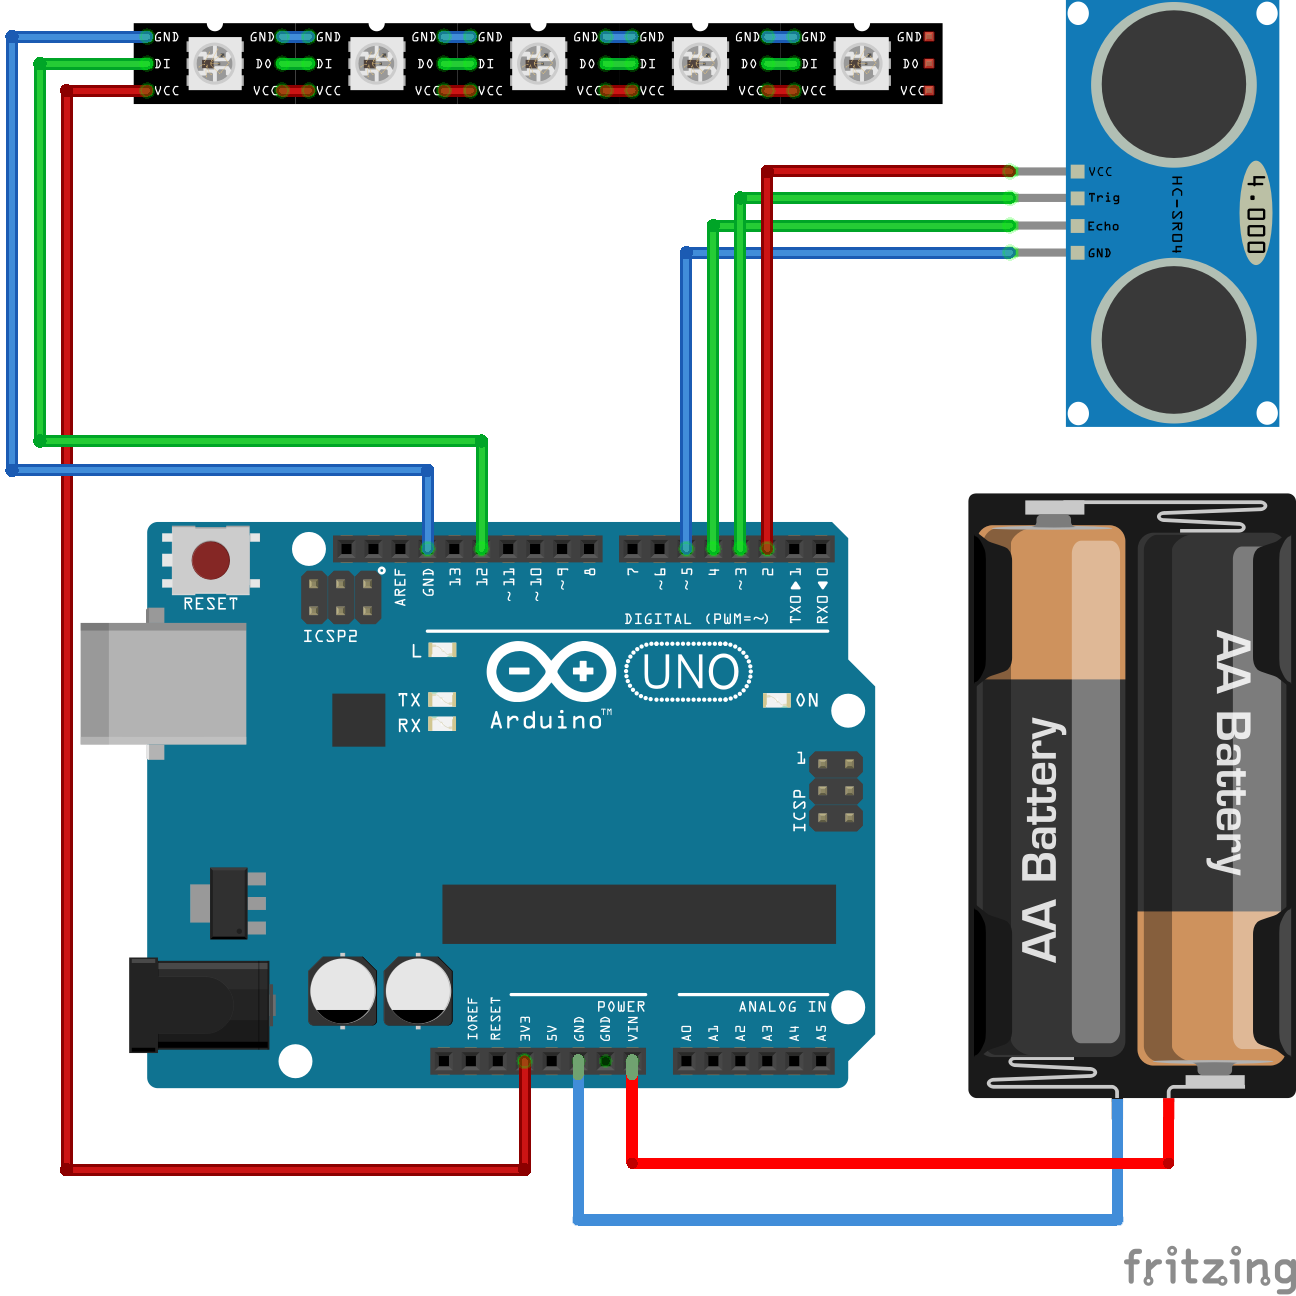 GND GND GND GND GND GND GND GND GND GND
DI DO DI DO DI DO DI DO DI DO
VCC VCC VCC VCC VCC VCC VCC VCC VCC VCC
VCC
Trig
Echo
GND
HC-SR04
4.000
RESET
ICSP2
AREF
GND
13
12
~11
~10
~9
8
7
~6
~5
4
~3
2
TX0▶1
RX0◀0
DIGITAL (PWM=~)
L
TX
RX
Arduino™
UNO
ON
1
ICSP
IOREF
RESET
3V3
5V
GND
GND
VIN
POWER
ANALOG IN
A0
A1
A2
A3
A4
A5
AA Battery
AA Battery
fritzing